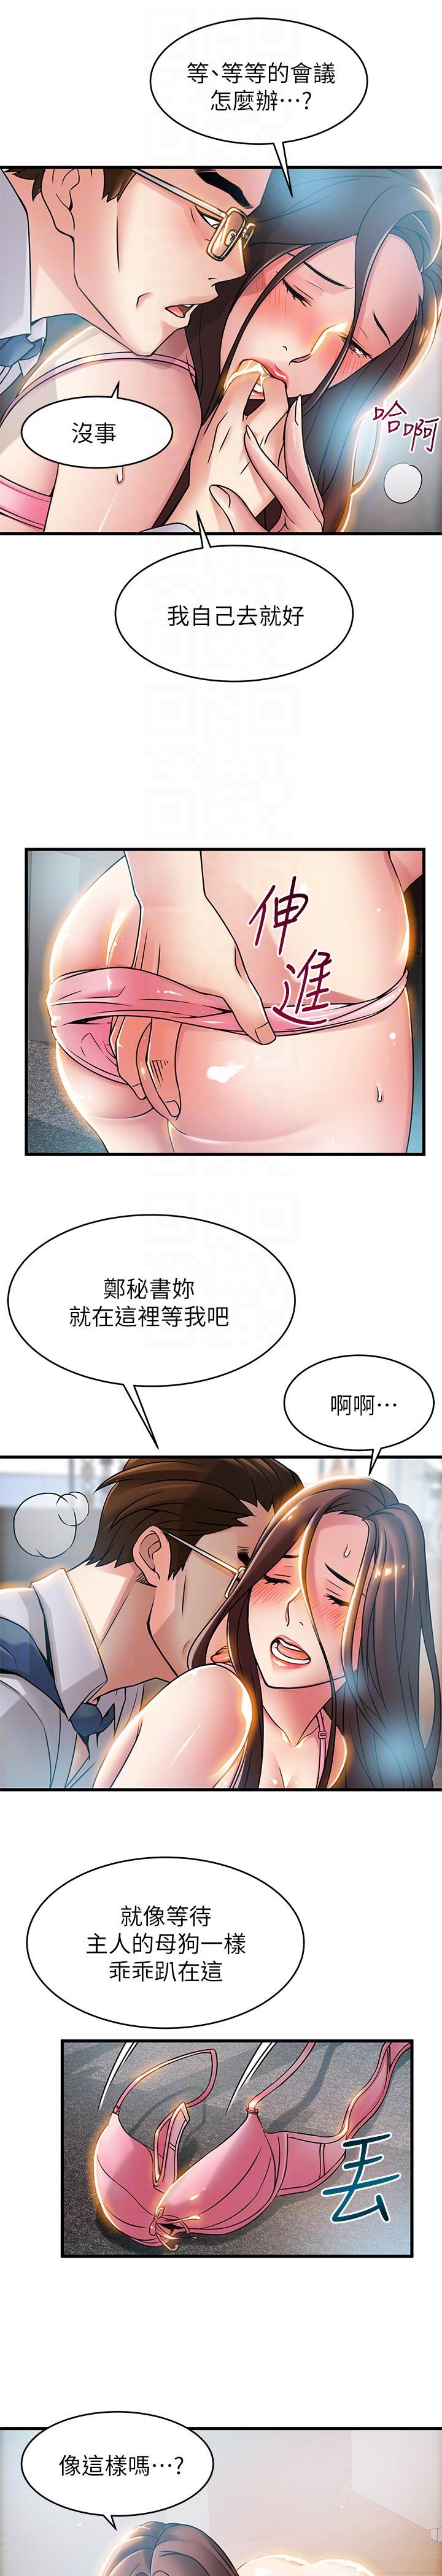 等、等等的會議
怎麼辦…?
沒事
哈啊
我自己去就好
伸
進
鄭秘書妳
就在這裡等我吧
啊啊…
就像等待
主人的母狗一樣
乖乖趴在這
丟
像這樣嗎…?